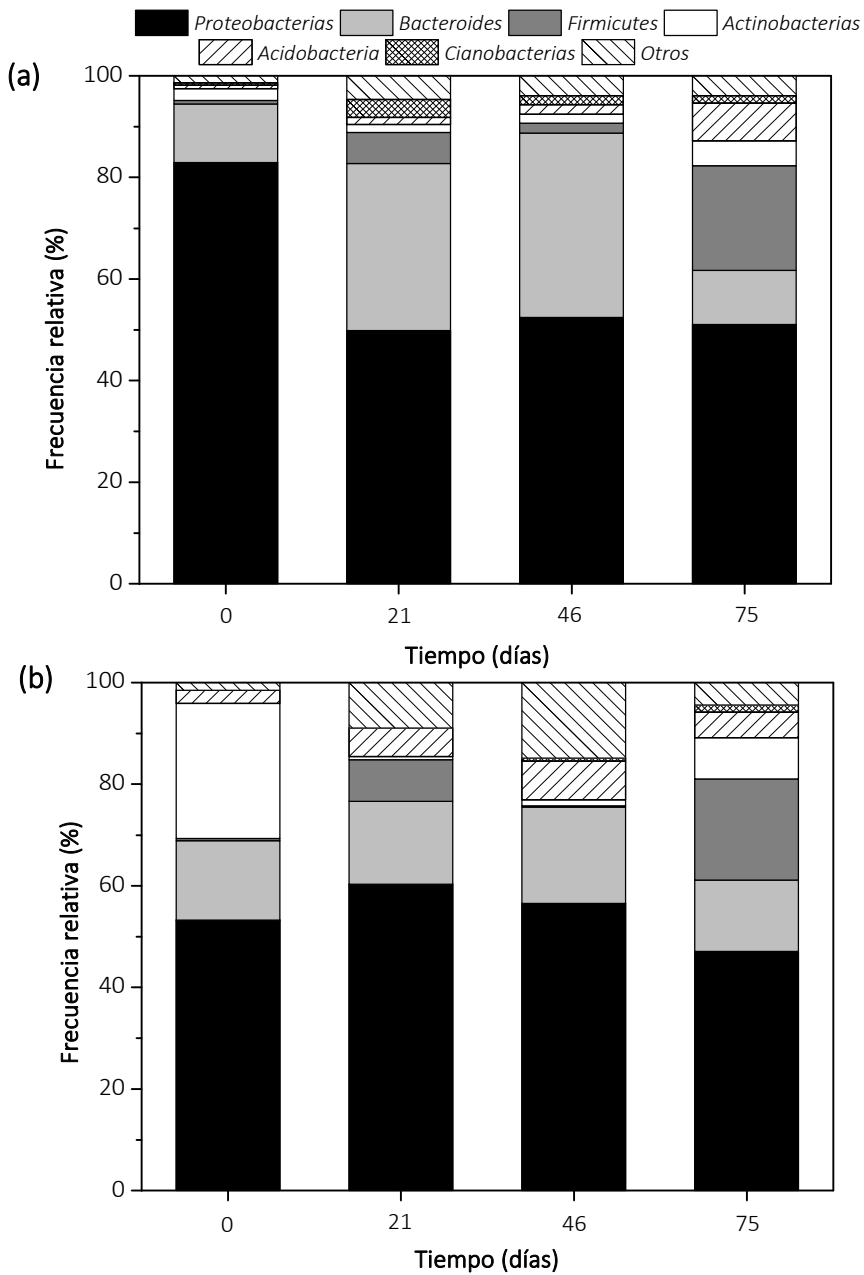 Proteobacterias Bacteroides Firmicutes Actinobacterias
Acidobacteria Cianobacterias Otros
(a)
100
80
60
40
20
0
Frecuencia relativa (%)
0 21 46 75
Tiempo (días)
(b)
100
80
60
40
20
0
Frecuencia relativa (%)
0 21 46 75
Tiempo (días)